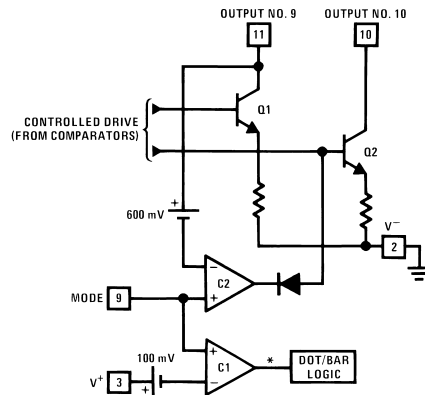 OUTPUT NO. 9
OUTPUT NO. 10
11
10
Q1
CONTROLLED DRIVE
(FROM COMPARATORS)
Q2
+
600 mV
V−
2
−
C2
MODE 9
+
100 mV
+
C1
*
DOT/BAR
LOGIC
V+ 3
−
+